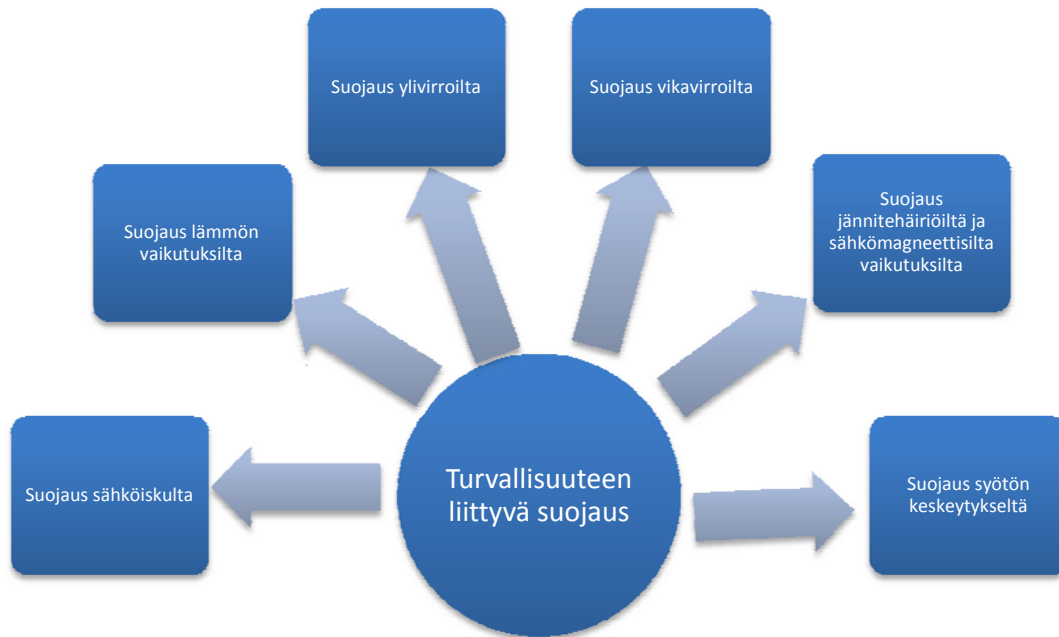 Suojaus ylivirroilta
Suojaus vikavirroilta
Suojaus lämmön
vaikutuksilta
Suojaus
jännitehäiriöiltä ja
sähkömagneettisilta
vaikutuksilta
Suojaus sähköiskulta
Turvallisuuteen
liittyvä suojaus
Suojaus syötön
keskeytykseltä